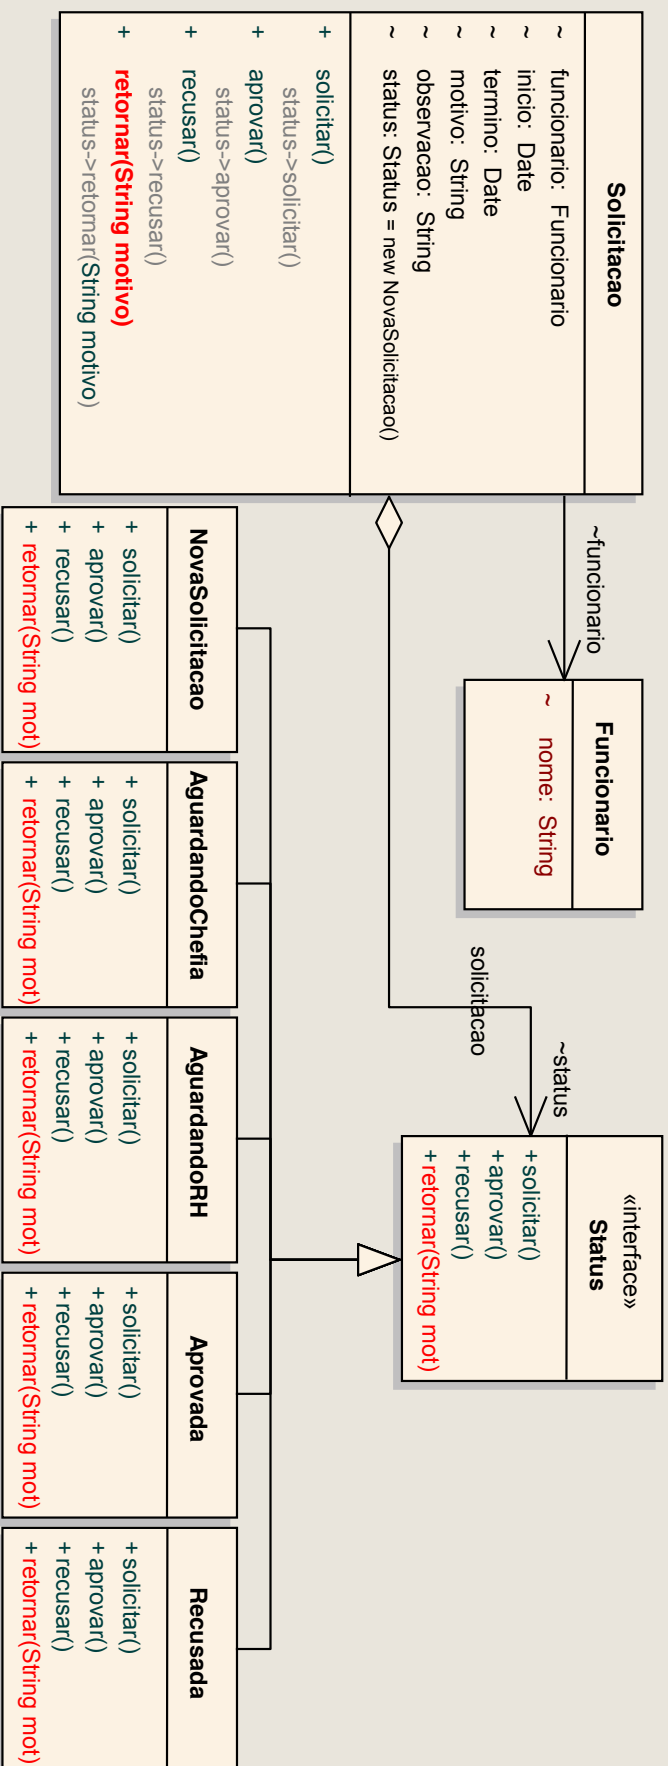 Solicitacao
~ funcionario: Funcionario
~ inicio: Date
~ termino: Date
~ motivo: String
~ observacao: String
~ status: Status = new NovaSolicitacao()
+ solicitar()
status->solicitar()
+ aprovar()
status->aprovar()
+ recusar()
status->recusar()
+ retornar(String motivo)
status->retornar(String motivo)
~funcionario
Funcionario
~ nome: String
solicitacao
~status
«interface»
Status
+ solicitar()
+ aprovar()
+ recusar()
+ retornar(String mot)
NovaSolicitacao
+ solicitar()
+ aprovar()
+ recusar()
+ retornar(String mot)
AguardandoChefia
+ solicitar()
+ aprovar()
+ recusar()
+ retornar(String mot)
AguardandoRH
+ solicitar()
+ aprovar()
+ recusar()
+ retornar(String mot)
Aprovada
+ solicitar()
+ aprovar()
+ recusar()
+ retornar(String mot)
Recusada
+ solicitar()
+ aprovar()
+ recusar()
+ retornar(String mot)